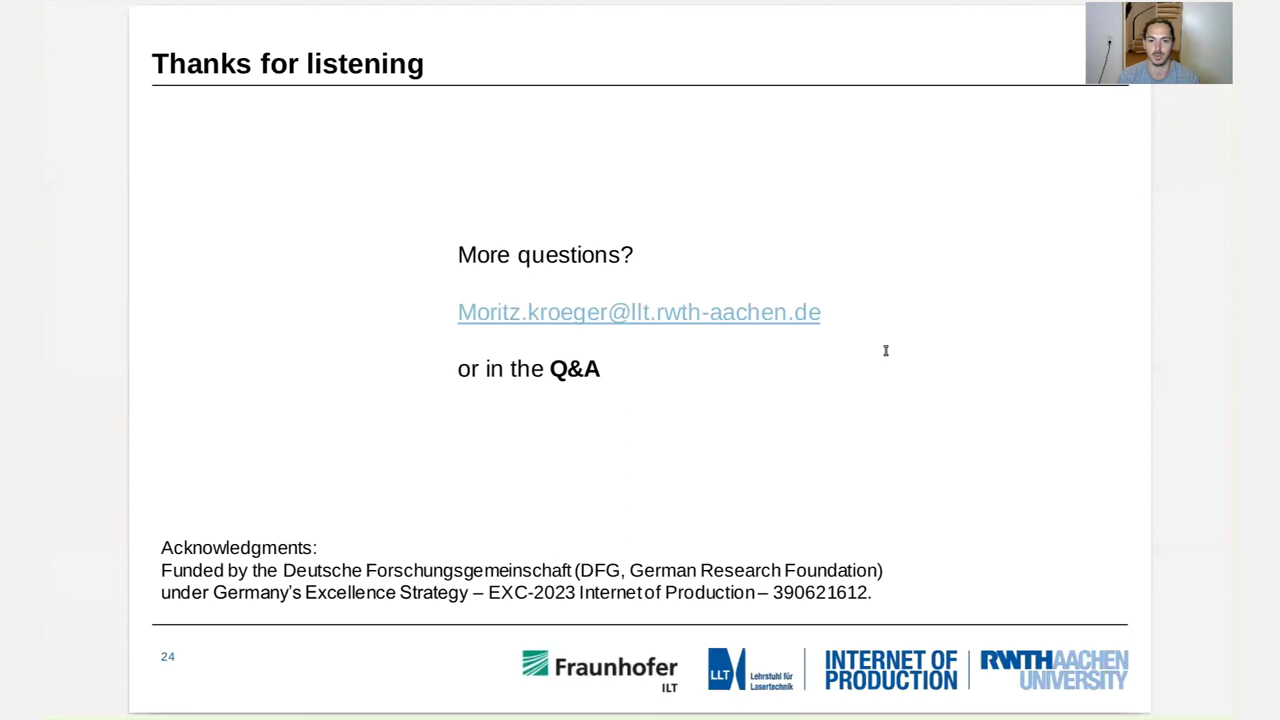 Thanks for listening
More questions?
Moritz.kroeger@llt.rwth-aachen.de
or in the Q&A
Acknowledgments:
Funded by the Deutsche Forschungsgemeinschaft (DFG, German Research Foundation)
under Germany's Excellence Strategy – EXC-2023 Internet of Production – 390621612.
24
Fraunhofer
ILT
LLT
Lehrstuhl für
Lasertechnik
INTERNET OF
PRODUCTION
RWTHAACHEN
UNIVERSITY